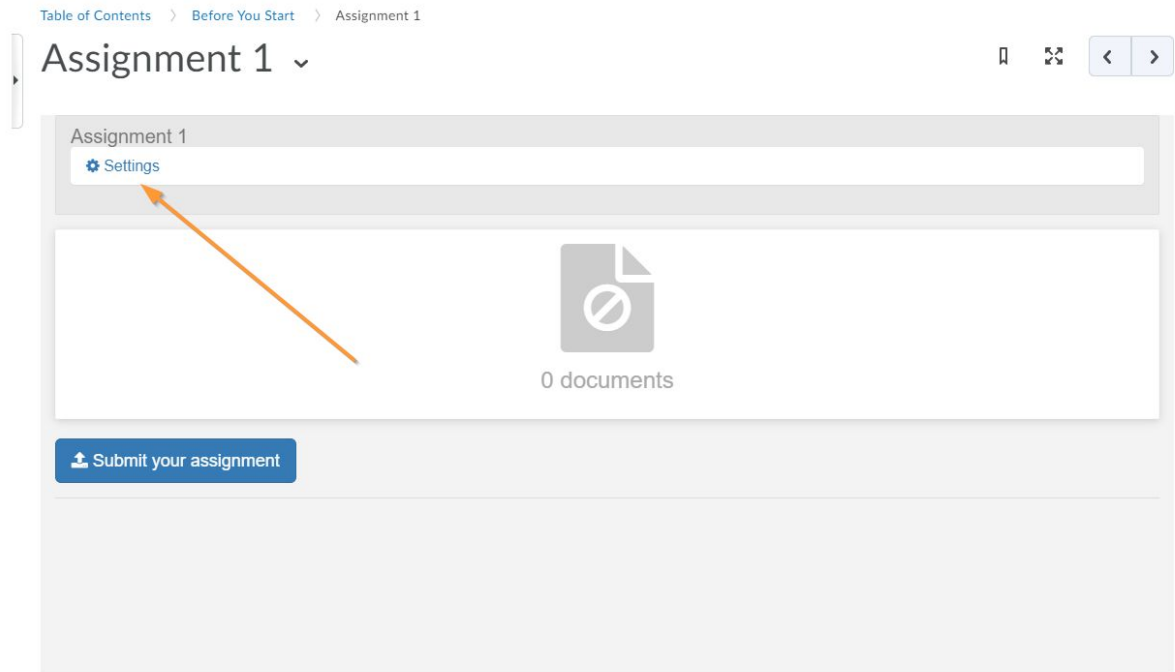 Table of Contents > Before You Start > Assignment 1
Assignment 1
Assignment 1
Settings
0 documents
Submit your assignment